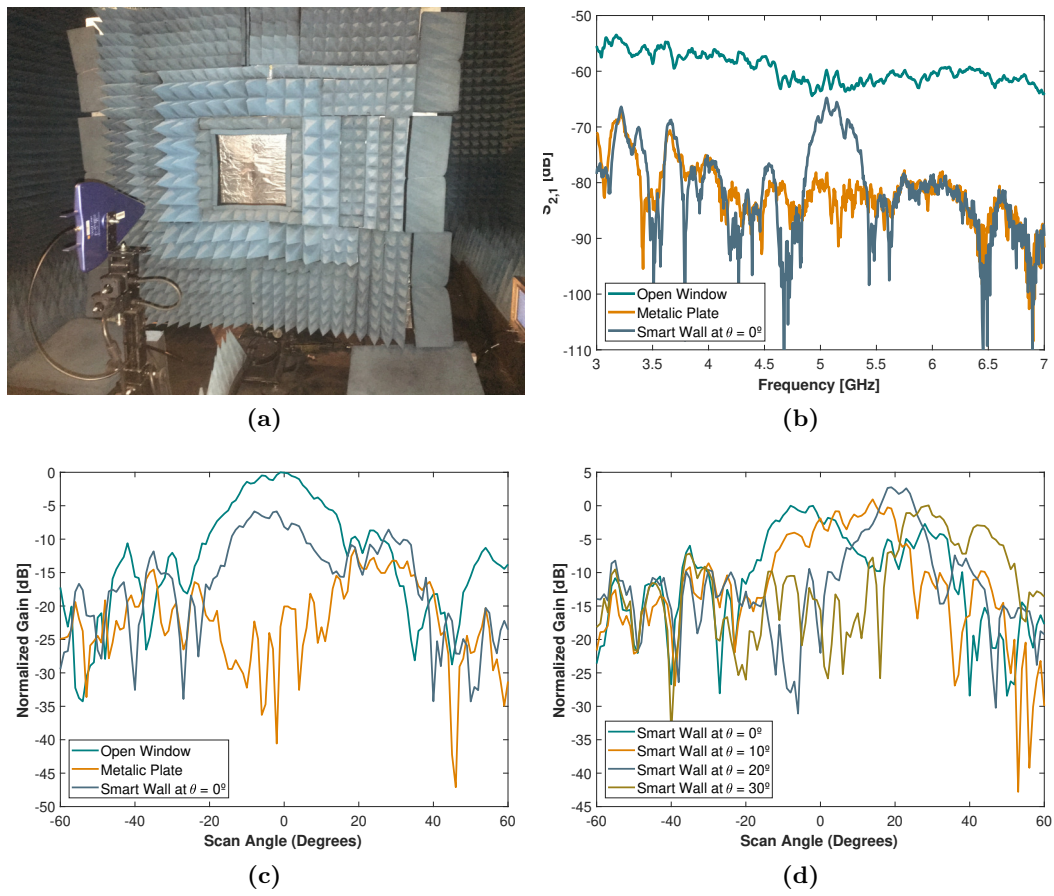 -50
-60
-70
-80
-90
-100
-110
S2,1 [dB]
3 3.5 4 4.5 5 5.5 6 6.5 7
Frequency [GHz]
Open Window
Metalic Plate
Smart Wall at θ = 0º
(a)
(b)
0
-5
-10
-15
-20
-25
-30
-35
-40
-45
-50
Normalized Gain [dB]
-60 -40 -20 0 20 40 60
Scan Angle (Degrees)
Open Window
Metalic Plate
Smart Wall at θ = 0º
5
0
-5
-10
-15
-20
-25
-30
-35
-40
-45
Normalized Gain [dB]
-60 -40 -20 0 20 40 60
Scan Angle (Degrees)
Smart Wall at θ = 0º
Smart Wall at θ = 10º
Smart Wall at θ = 20º
Smart Wall at θ = 30º
(c)
(d)